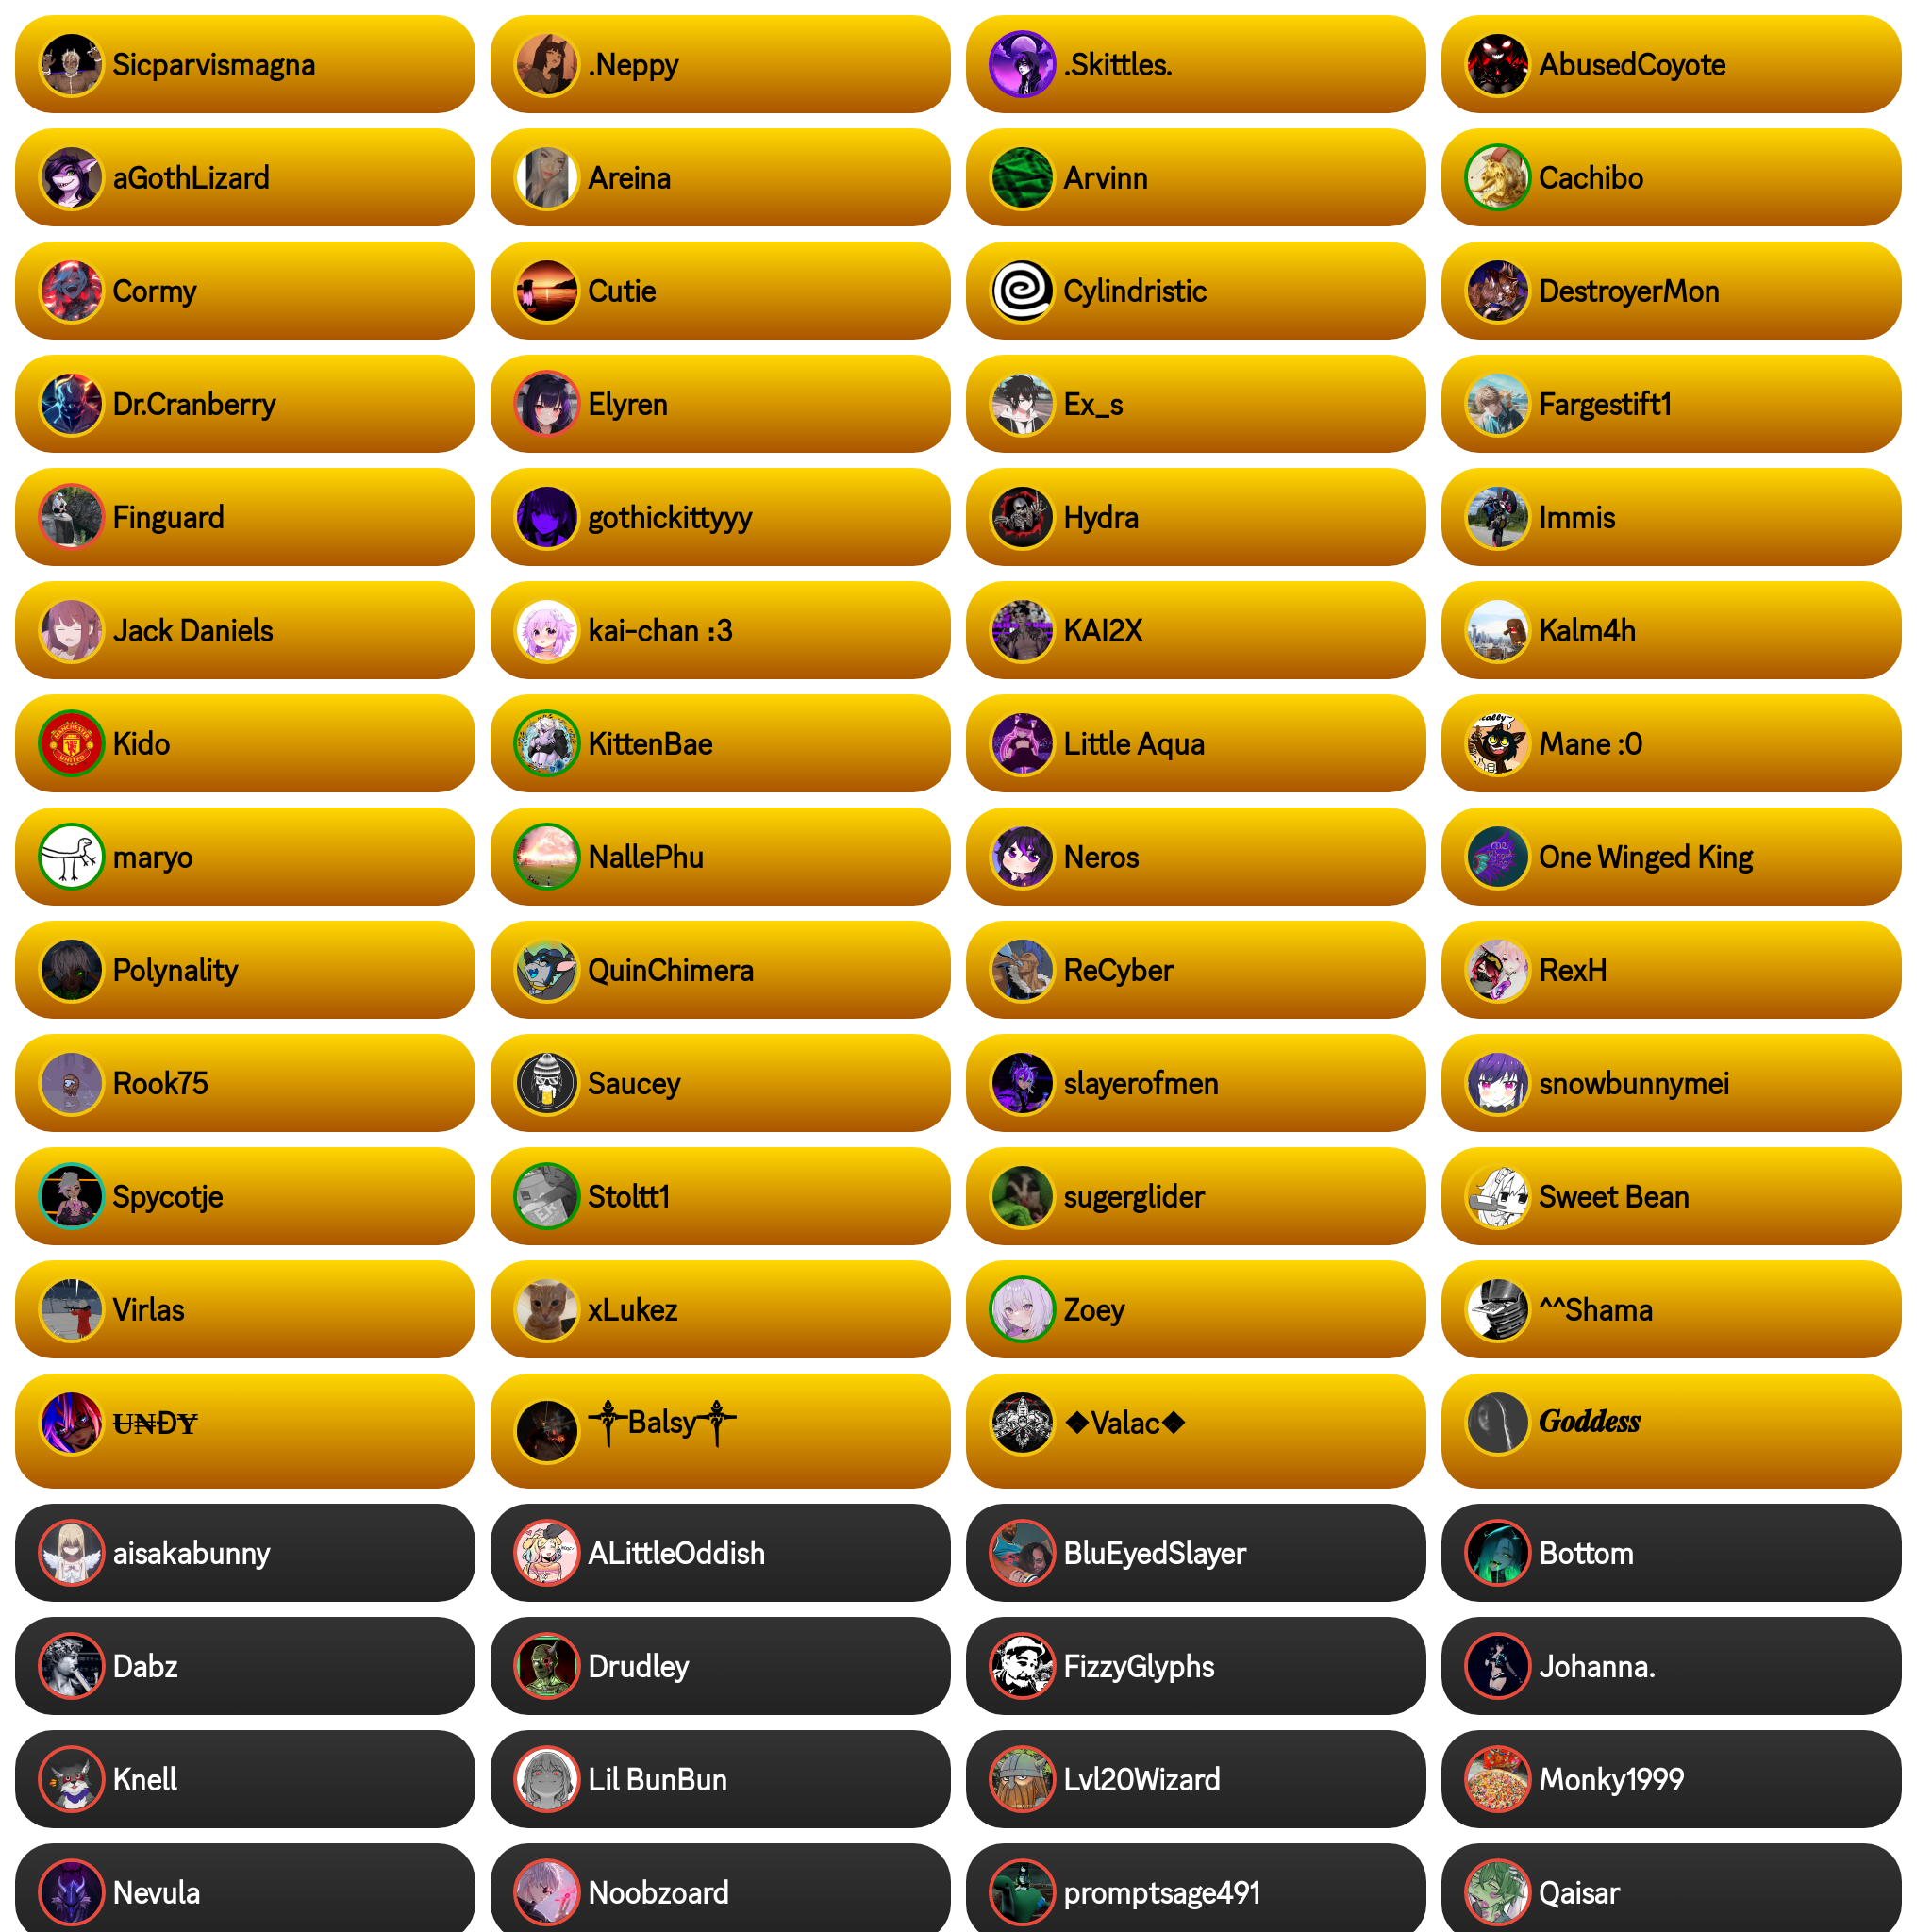 Sicparvismagna
.Neppy
.Skittles.
AbusedCoyote
aGothLizard
Areina
Arvinn
Cachibo
Cormy
Cutie
Cylindristic
DestroyerMon
Dr.Cranberry
Elyren
Ex_s
Fargestift1
Finguard
gothickittyyy
Hydra
Immis
Jack Daniels
kai-chan :3
KAI2X
Kalm4h
Kido
KittenBae
Little Aqua
Mane :0
maryo
NallePhu
Neros
One Winged King
Polynality
QuinChimera
ReCyber
RexH
Rook75
Saucey
slayerofmen
snowbunnymei
Spycotje
Stoltt1
sugerglider
Sweet Bean
Virlas
xLukez
Zoey
^^Shama
U̶N̶ĐY̶
༒Balsy༒
◆Valac◆
𝑮𝒐𝒅𝒅𝒆𝒔𝒔
aisakabunny
ALittleOddish
BluEyedSlayer
Bottom
Dabz
Drudley
FizzyGlyphs
Johanna.
Knell
Lil BunBun
Lvl20Wizard
Monky1999
Nevula
Noobzoard
promptsage491
Qaisar